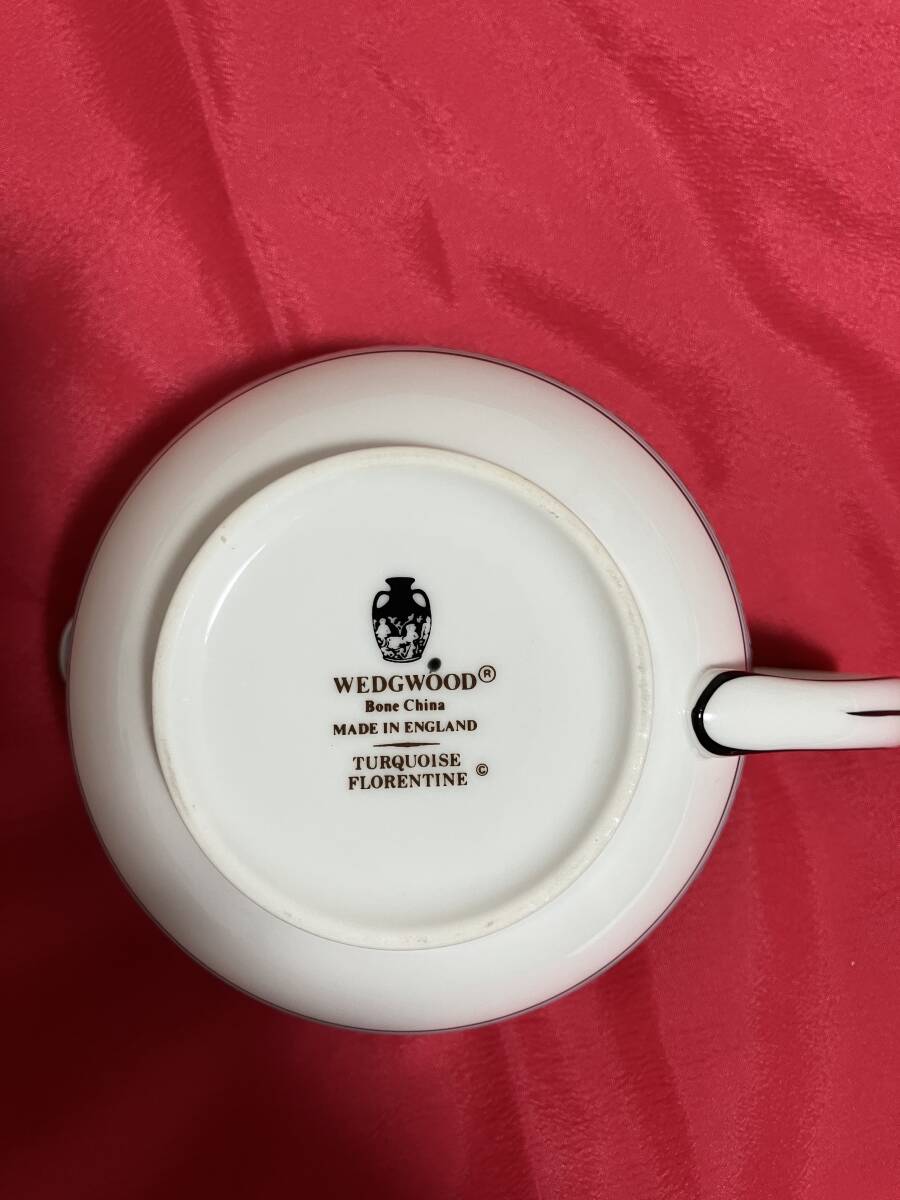 WEDGWOOD®
Bone China
MADE IN ENGLAND
TURQUOISE
FLORENTINE ©